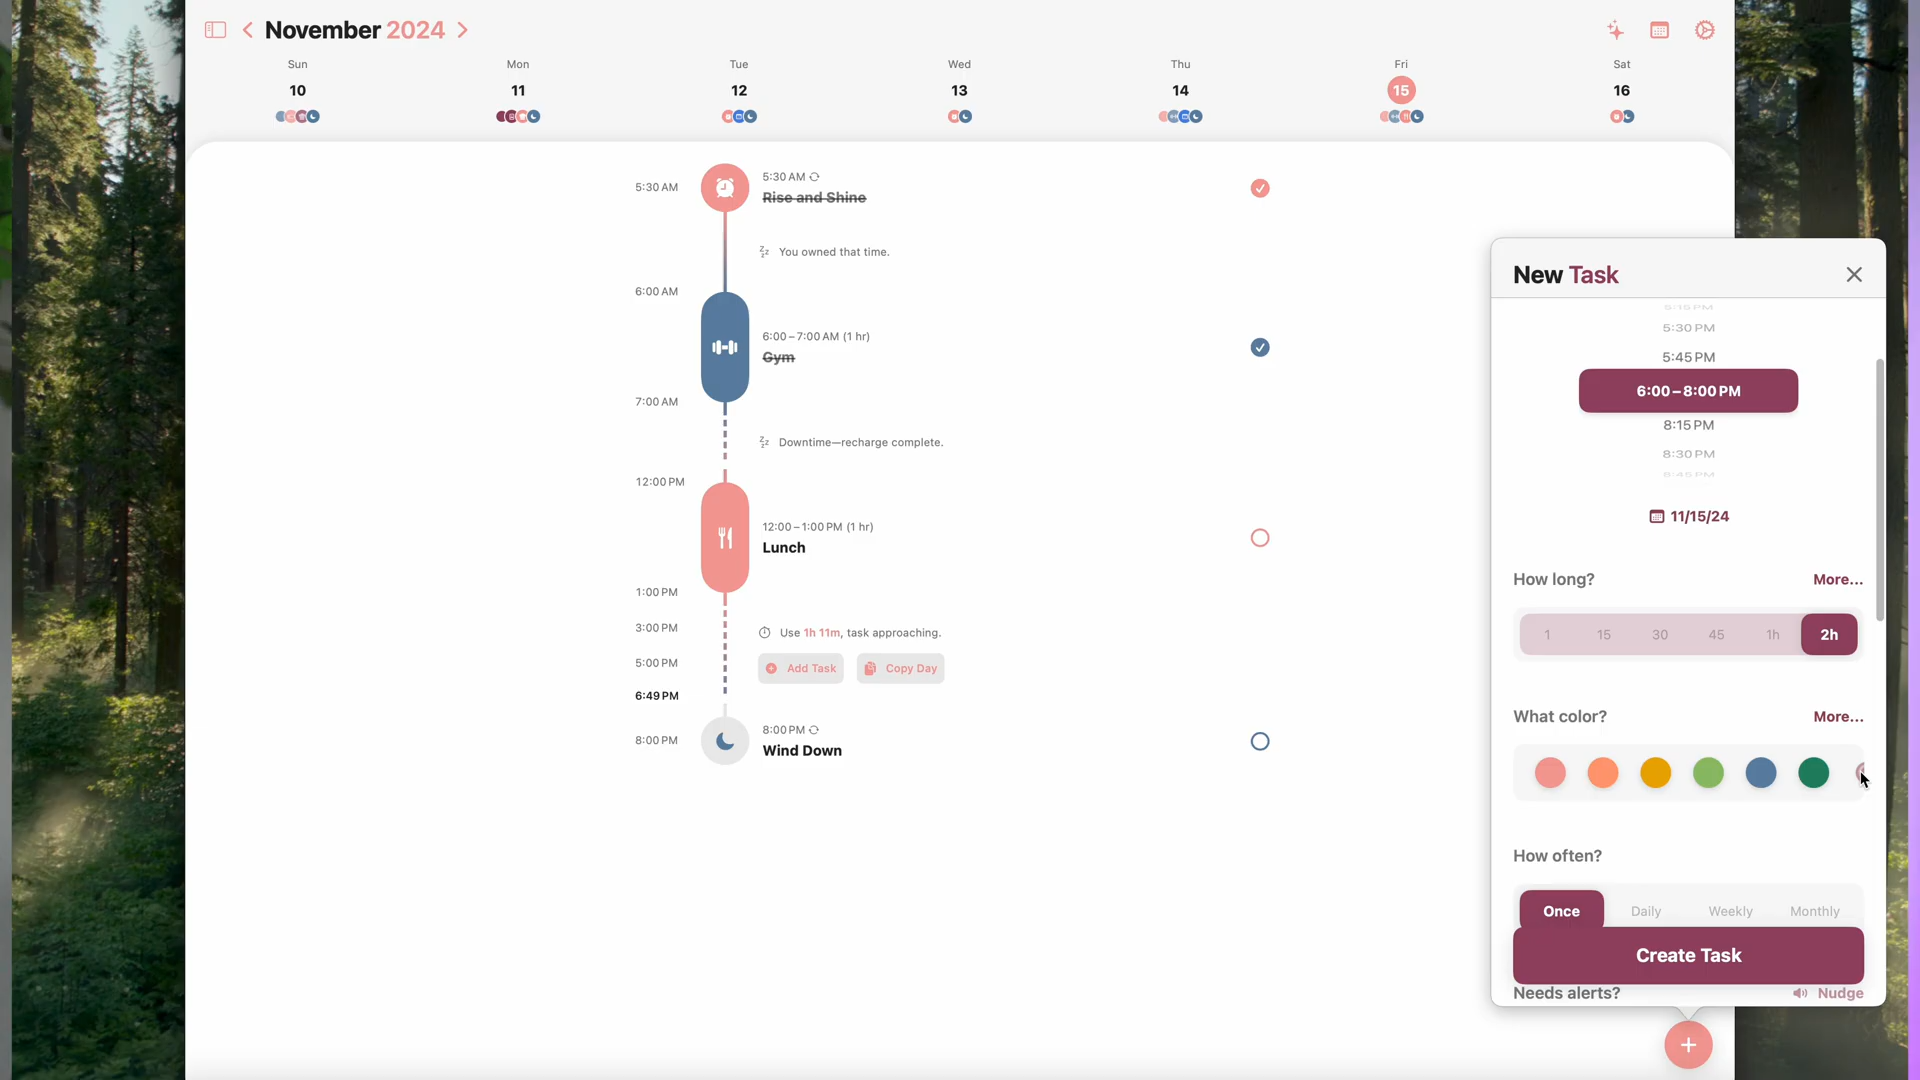 November 2024
Sun
Mon
Tue
Wed
Thu
Fri
Sat
10
11
12
13
14
15
16
5:30 AM
5:30 AM
Rise and Shine
You owned that time.
6:00 AM
6:00 – 7:00 AM (1 hr)
Gym
7:00 AM
Downtime—recharge complete.
12:00 PM
12:00 – 1:00 PM (1 hr)
Lunch
1:00 PM
3:00 PM
Use 1h 11m, task approaching.
5:00 PM
Add Task
Copy Day
6:49 PM
8:00 PM
8:00 PM
Wind Down
New Task
5:15 PM
5:30 PM
5:45 PM
6:00 – 8:00 PM
8:15 PM
8:30 PM
8:45 PM
11/15/24
How long?
More...
1
15
30
45
1h
2h
What color?
More...
How often?
Once
Daily
Weekly
Monthly
Create Task
Needs alerts?
Nudge